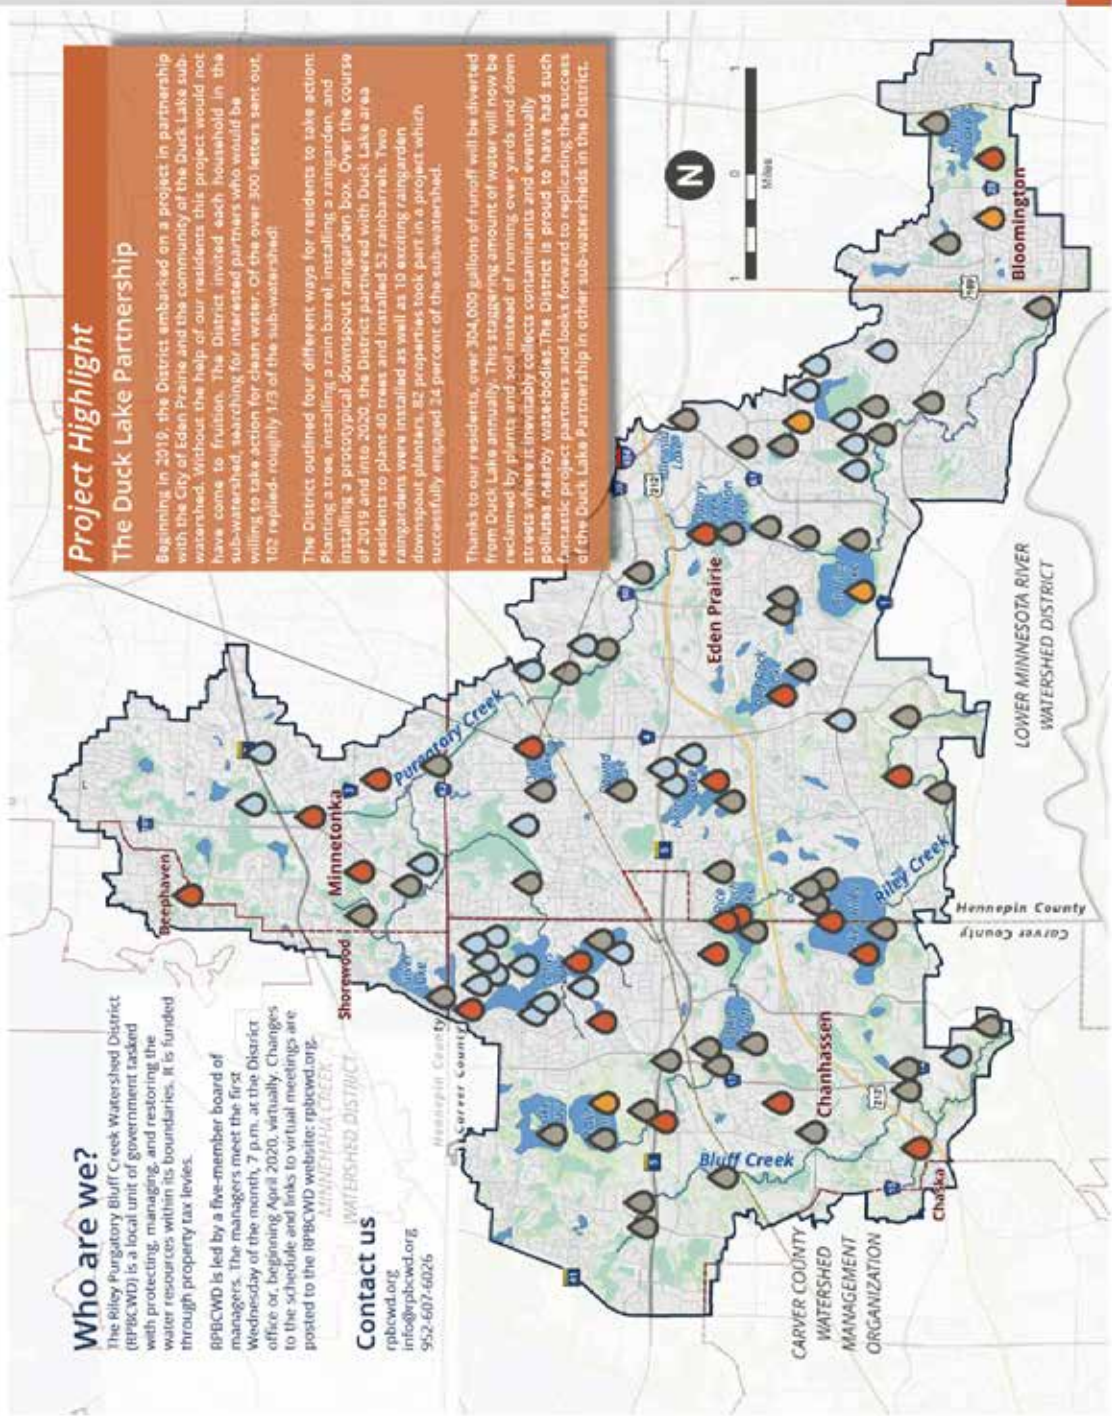 Who are we?
The Riley Purgatory Bluff Creek Watershed District
(RPBCWD) is a local unit of government tasked
with protecting, managing, and restoring the
water resources within its boundaries. It is funded
through property tax levies.
RPBCWD is led by a five-member board of
managers. The managers meet the first
Wednesday of the month, 7 p.m. at the District
office or, beginning April 2020, virtually. Changes
to the schedule and links to virtual meetings are
posted to the RPBCWD website: rpbcwd.org.
Contact us
rpbcwd.org
info@rpbcwd.org
952-607-6026
Project Highlight
The Duck Lake Partnership
Beginning in 2019, the District embarked on a project in partnership
with the City of Eden Prairie and the community of the Duck Lake sub-
watershed. Without the help of our residents this project would not
have come to fruition. The District invited each household in the
sub-watershed, searching for interested partners who would be
willing to take action for clean water. Of the over 300 letters sent out,
102 replied- roughly 1/3 of the sub-watershed!
The District outlined four different ways for residents to take action:
Planting a tree, installing a rain barrel, installing a raingarden, and
installing a prototypical downspout raingarden box. Over the course
of 2019 and into 2020, the District partnered with Duck Lake area
residents to plant 40 trees and installed 52 rainbarrels. Two
raingardens were installed as well as 10 exciting raingarden
downpout planters. 82 properties took part in a project which
successfully engaged 24 percent of the sub-watershed.
Thanks to our residents, over 304,000 gallons of runoff will be diverted
from Duck Lake annually. This staggering amount of water will now be
reclaimed by plants and soil instead of running over yards and down
streets where it inevitably collects contaminants and eventually
pollutes nearby waterbodies.The District is proud to have had such
fantastic project partners and looks forward to replicating the success
of the Duck Lake Partnership in other sub-watersheds in the District.
MINNEHAHA CREEK
WATERSHED DISTRICT
Hennepin County
Carver County
Deephaven
Minnetonka
Shorewood
Purgatory Creek
Eden Prairie
Bloomington
Chanhassen
Bluff Creek
Riley Creek
Chaska
212
212
169
5
5
N
1
0
1
Miles
Hennepin County
Carver County
CARVER COUNTY
WATERSHED
MANAGEMENT
ORGANIZATION
LOWER MINNESOTA RIVER
WATERSHED DISTRICT